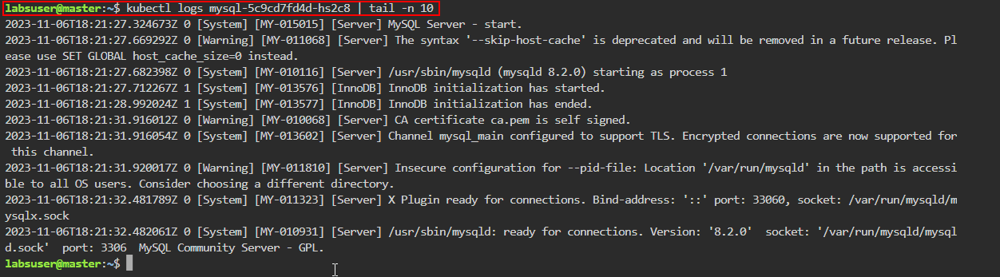 labsuser@master:~$ kubectl logs mysql-5c9cd7fd4d-hs2c8 | tail -n 10
2023-11-06T18:21:27.324673Z 0 [System] [MY-015015] [Server] MySQL Server - start.
2023-11-06T18:21:27.669292Z 0 [Warning] [MY-011068] [Server] The syntax '--skip-host-cache' is deprecated and will be removed in a future release. Pl
ease use SET GLOBAL host_cache_size=0 instead.
2023-11-06T18:21:27.682398Z 0 [System] [MY-010116] [Server] /usr/sbin/mysqld (mysqld 8.2.0) starting as process 1
2023-11-06T18:21:27.712267Z 1 [System] [MY-013576] [InnoDB] InnoDB initialization has started.
2023-11-06T18:21:28.992024Z 1 [System] [MY-013577] [InnoDB] InnoDB initialization has ended.
2023-11-06T18:21:31.916012Z 0 [Warning] [MY-010068] [Server] CA certificate ca.pem is self signed.
2023-11-06T18:21:31.916054Z 0 [System] [MY-013602] [Server] Channel mysql_main configured to support TLS. Encrypted connections are now supported for
 this channel.
2023-11-06T18:21:31.920017Z 0 [Warning] [MY-011810] [Server] Insecure configuration for --pid-file: Location '/var/run/mysqld' in the path is accessi
ble to all OS users. Consider choosing a different directory.
2023-11-06T18:21:32.481789Z 0 [System] [MY-011323] [Server] X Plugin ready for connections. Bind-address: '::' port: 33060, socket: /var/run/mysqld/m
ysqlx.sock
2023-11-06T18:21:32.482061Z 0 [System] [MY-010931] [Server] /usr/sbin/mysqld: ready for connections. Version: '8.2.0'  socket: '/var/run/mysqld/mysql
d.sock'  port: 3306  MySQL Community Server - GPL.
labsuser@master:~$